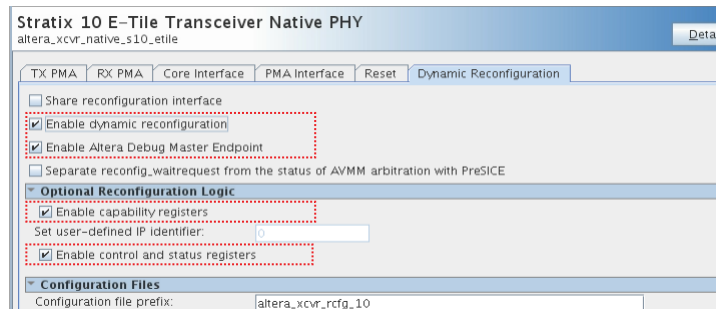 Stratix 10 E-Tile Transceiver Native PHY
altera_xcvr_native_s10_etile
Deta
TX PMA RX PMA Core Interface PMA Interface Reset Dynamic Reconfiguration
Share reconfiguration interface
Enable dynamic reconfiguration
Enable Altera Debug Master Endpoint
Separate reconfig_waitrequest from the status of AVMM arbitration with PreSICE
Optional Reconfiguration Logic
Enable capability registers
Set user-defined IP identifier: 0
Enable control and status registers
Configuration Files
Configuration file prefix: altera_xcvr_rcfg_10